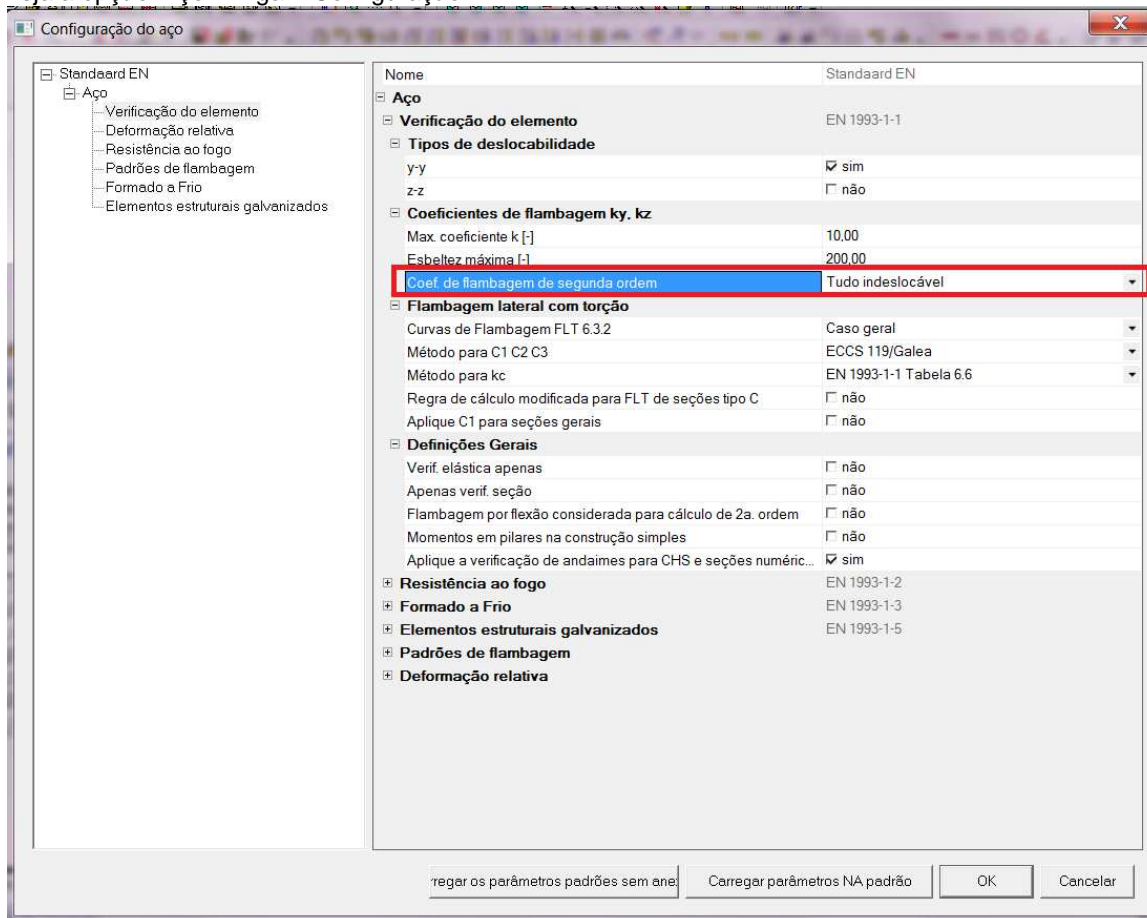 Configuração do aço
X
Standaard EN
Aço
Verificação do elemento
Deformação relativa
Resistência ao fogo
Padrões de flambagem
Formado a Frio
Elementos estruturais galvanizados
Nome Standaard EN
Aço
Verificação do elemento EN 1993-1-1
Tipos de deslocabilidade
y-y sim
z-z não
Coeficientes de flambagem ky, kz
Max. coeficiente k [-] 10,00
Esbeltez máxima [-] 200,00
Coef. de flambagem de segunda ordem Tudo indeslocável
Flambagem lateral com torção
Curvas de Flambagem FLT 6.3.2 Caso geral
Método para C1 C2 C3 ECCS 119/Galea
Método para kc EN 1993-1-1 Tabela 6.6
Regra de cálculo modificada para FLT de seções tipo C não
Aplique C1 para seções gerais não
Definições Gerais
Verif. elástica apenas não
Apenas verif. seção não
Flambagem por flexão considerada para cálculo de 2a. ordem não
Momentos em pilares na construção simples não
Aplique a verificação de andaimes para CHS e seções numéric... sim
Resistência ao fogo EN 1993-1-2
Formado a Frio EN 1993-1-3
Elementos estruturais galvanizados EN 1993-1-5
Padrões de flambagem
Deformação relativa
rregar os parâmetros padrões sem ane Carregar parâmetros NA padrão OK Cancelar